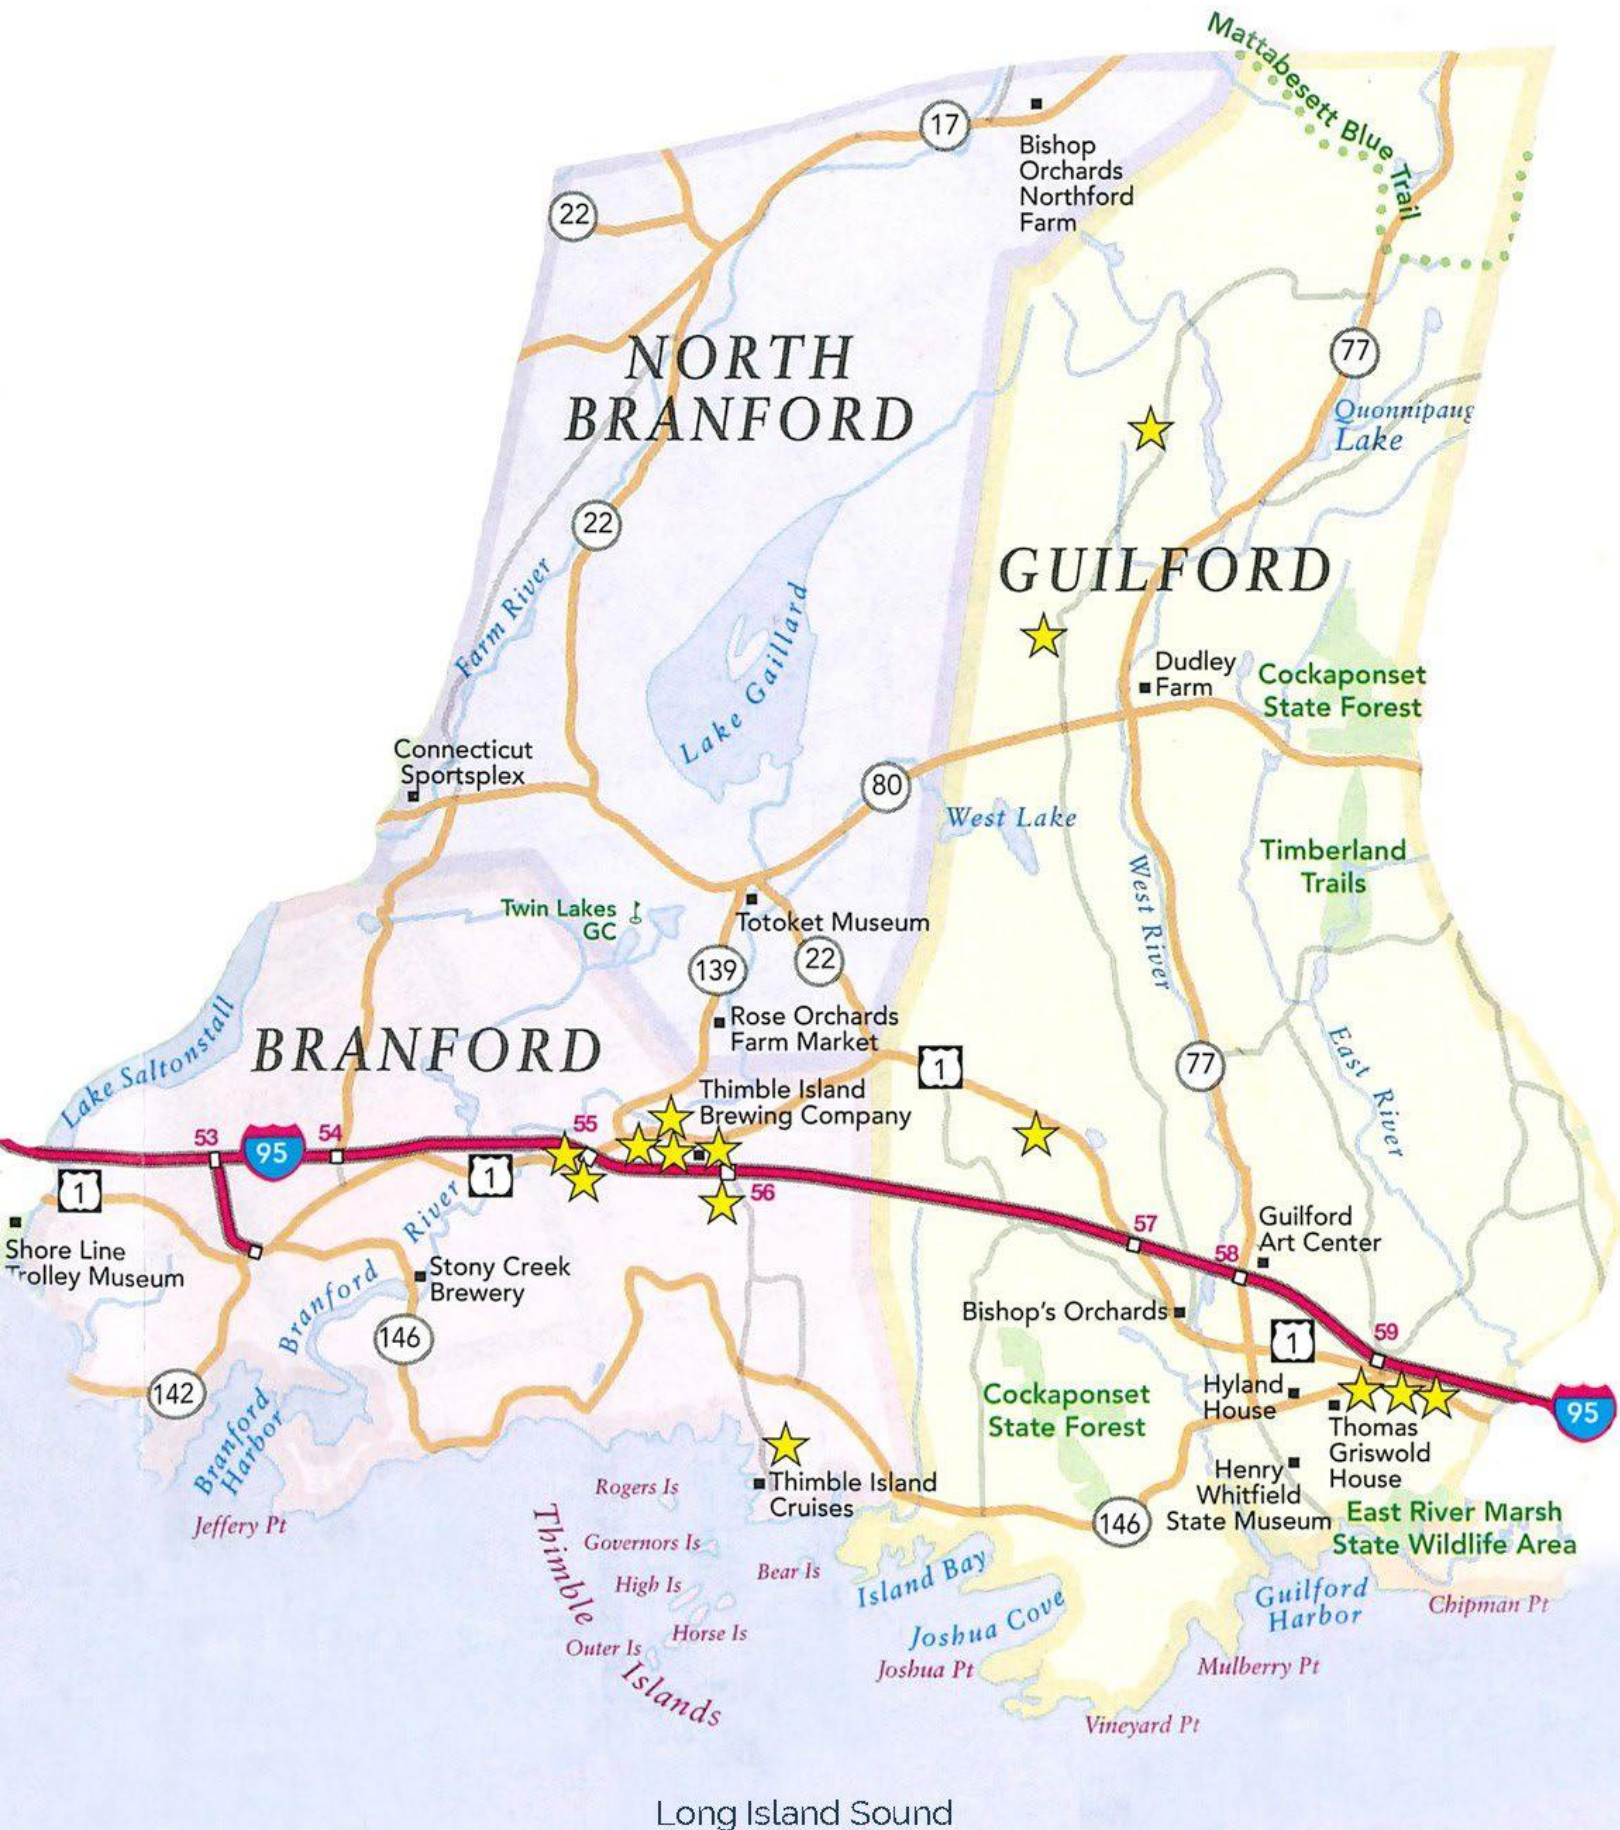 Mattabesett Blue Trail
17
Bishop
Orchards
Northford
Farm
22
NORTH
BRANFORD
77
Quonnipaug
Lake
22
GUILFORD
Farm River
Lake Gaillard
Dudley
Farm
Cockaponset
State Forest
Connecticut
Sportsplex
80
West Lake
Timberland
Trails
West River
Twin Lakes
GC
Totoket Museum
139
22
Rose Orchards
Farm Market
BRANFORD
Lake Saltonstall
1
77
East River
Thimble Island
Brewing Company
53
95
54
55
1
1
56
River
Branford
57
58
Guilford
Art Center
Shore Line
Trolley Museum
Stony Creek
Brewery
Bishop's Orchards
146
1
59
142
Branford
Harbor
Cockaponset
State Forest
Hyland
House
95
Thomas
Griswold
House
Henry
Whitfield
State Museum
Thimble Island
Cruises
Jeffery Pt
Rogers Is
Thimble
Islands
Governors Is
High Is
Bear Is
Horse Is
Outer Is
146
East River Marsh
State Wildlife Area
Island Bay
Joshua Cove
Joshua Pt
Guilford
Harbor
Chipman Pt
Mulberry Pt
Vineyard Pt
Long Island Sound